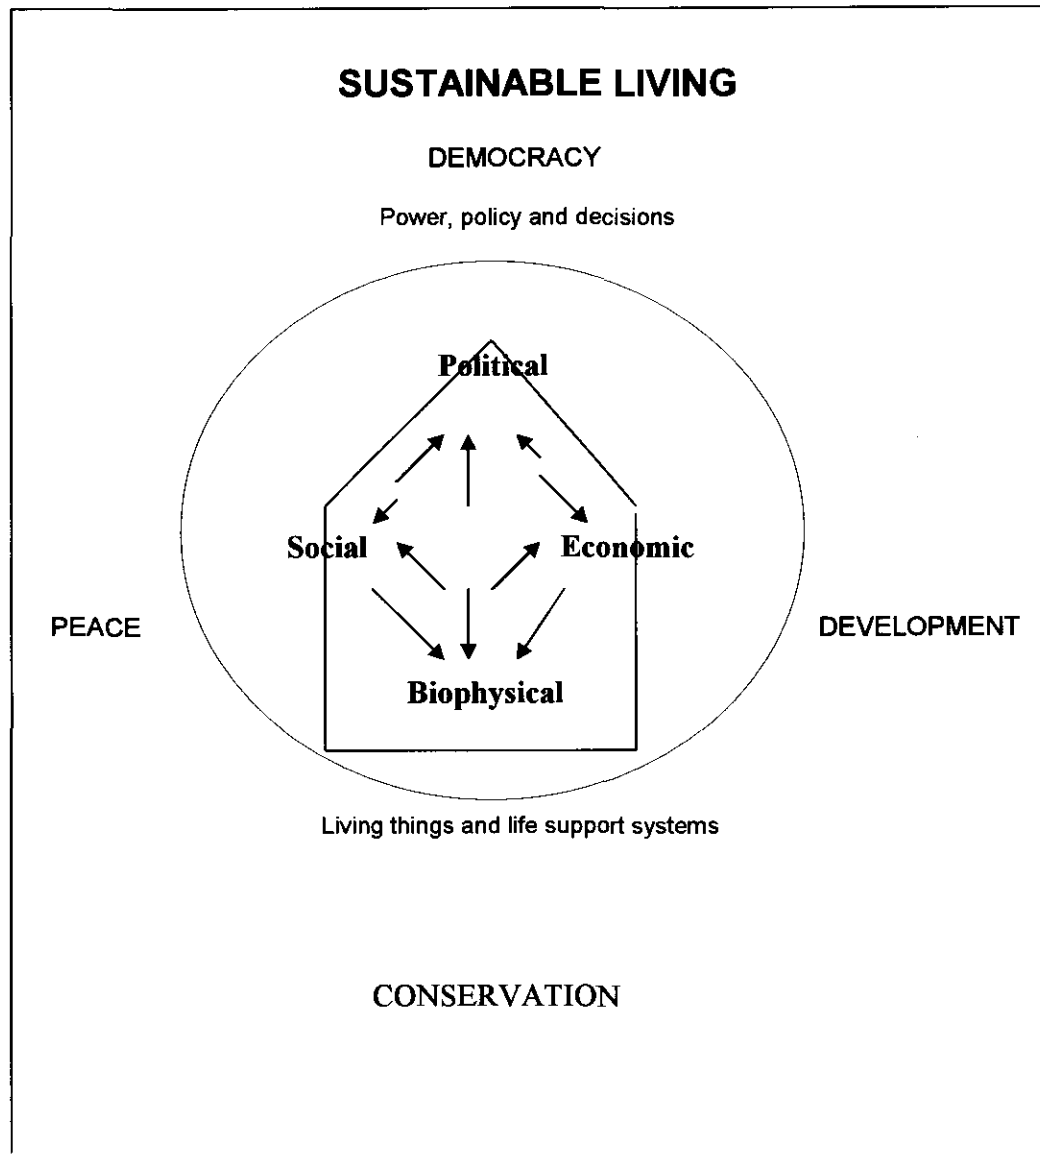 SUSTAINABLE LIVING
DEMOCRACY
Power, policy and decisions
Political
Social
Economic
PEACE
DEVELOPMENT
Biophysical
Living things and life support systems
CONSERVATION